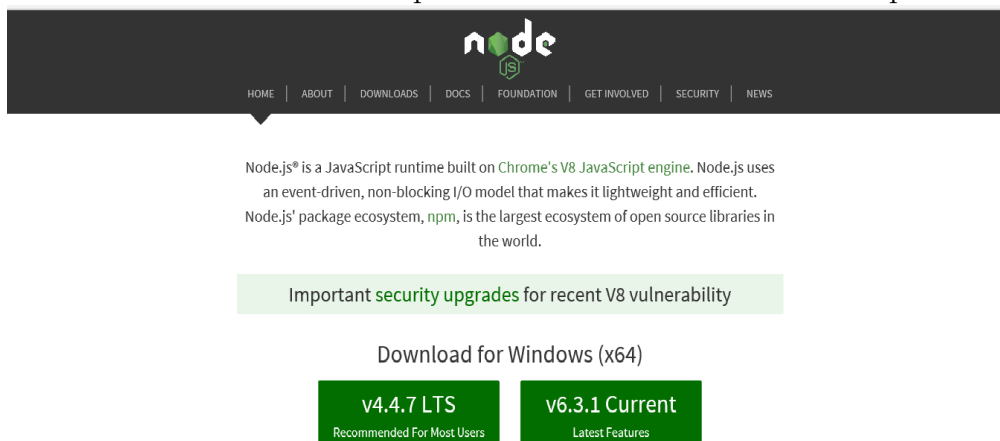 node
JS
HOME | ABOUT | DOWNLOADS | DOCS | FOUNDATION | GET INVOLVED | SECURITY | NEWS
Node.js® is a JavaScript runtime built on Chrome's V8 JavaScript engine. Node.js uses
an event-driven, non-blocking I/O model that makes it lightweight and efficient.
Node.js' package ecosystem, npm, is the largest ecosystem of open source libraries in
the world.
Important security upgrades for recent V8 vulnerability
Download for Windows (x64)
v4.4.7 LTS
Recommended For Most Users
v6.3.1 Current
Latest Features